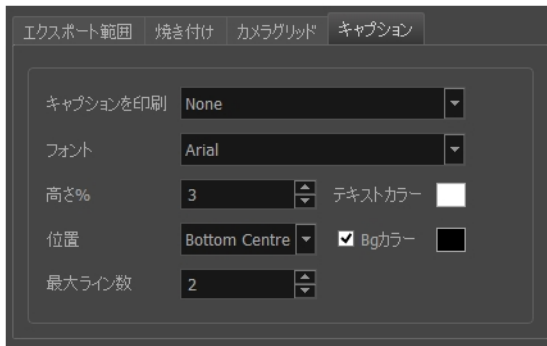 エクスポート範囲 焼き付け カメラグリッド キャプション
キャプションを印刷 None
フォント Arial
高さ% 3 テキストカラー
位置 Bottom Centre Bgカラー
最大ライン数 2